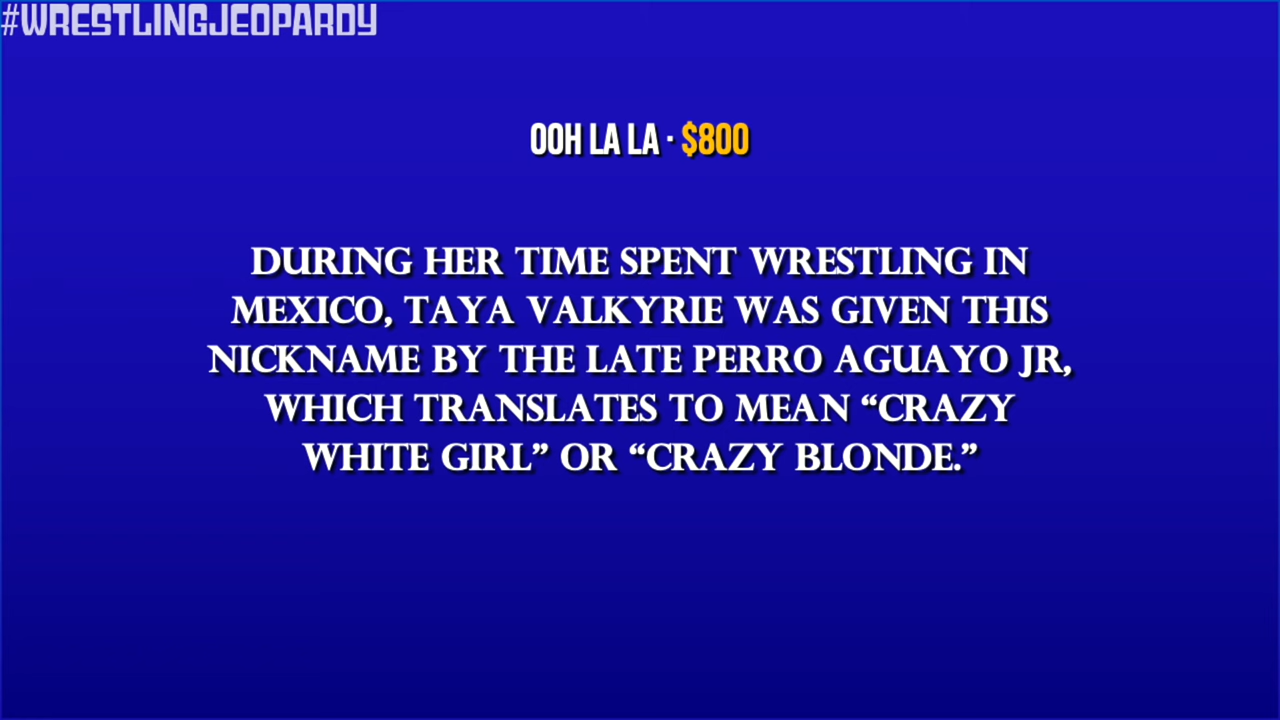 #WRESTLINGJEOPARDY
OOH LA LA · $800
DURING HER TIME SPENT WRESTLING IN
MEXICO, TAYA VALKYRIE WAS GIVEN THIS
NICKNAME BY THE LATE PERRO AGUAYO JR,
WHICH TRANSLATES TO MEAN “CRAZY
WHITE GIRL” OR “CRAZY BLONDE.”